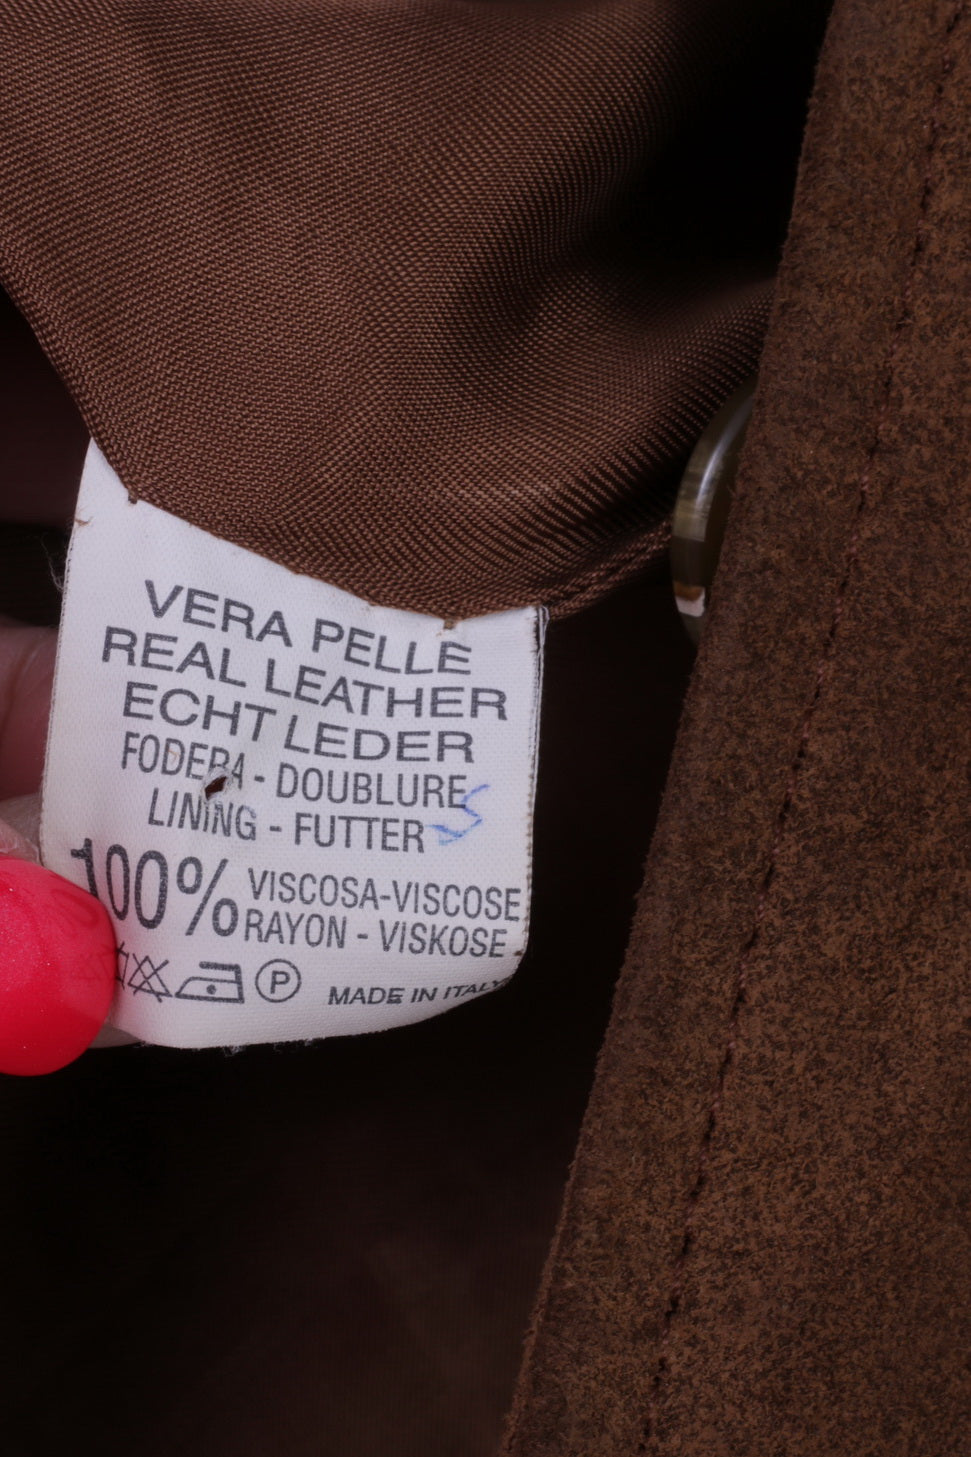 VERA PELLE
REAL LEATHER
ECHT LEDER
FODERA - DOUBLURE
LINING - FUTTER
100% VISCOSA-VISCOSE
RAYON - VISKOSE
P MADE IN ITALY